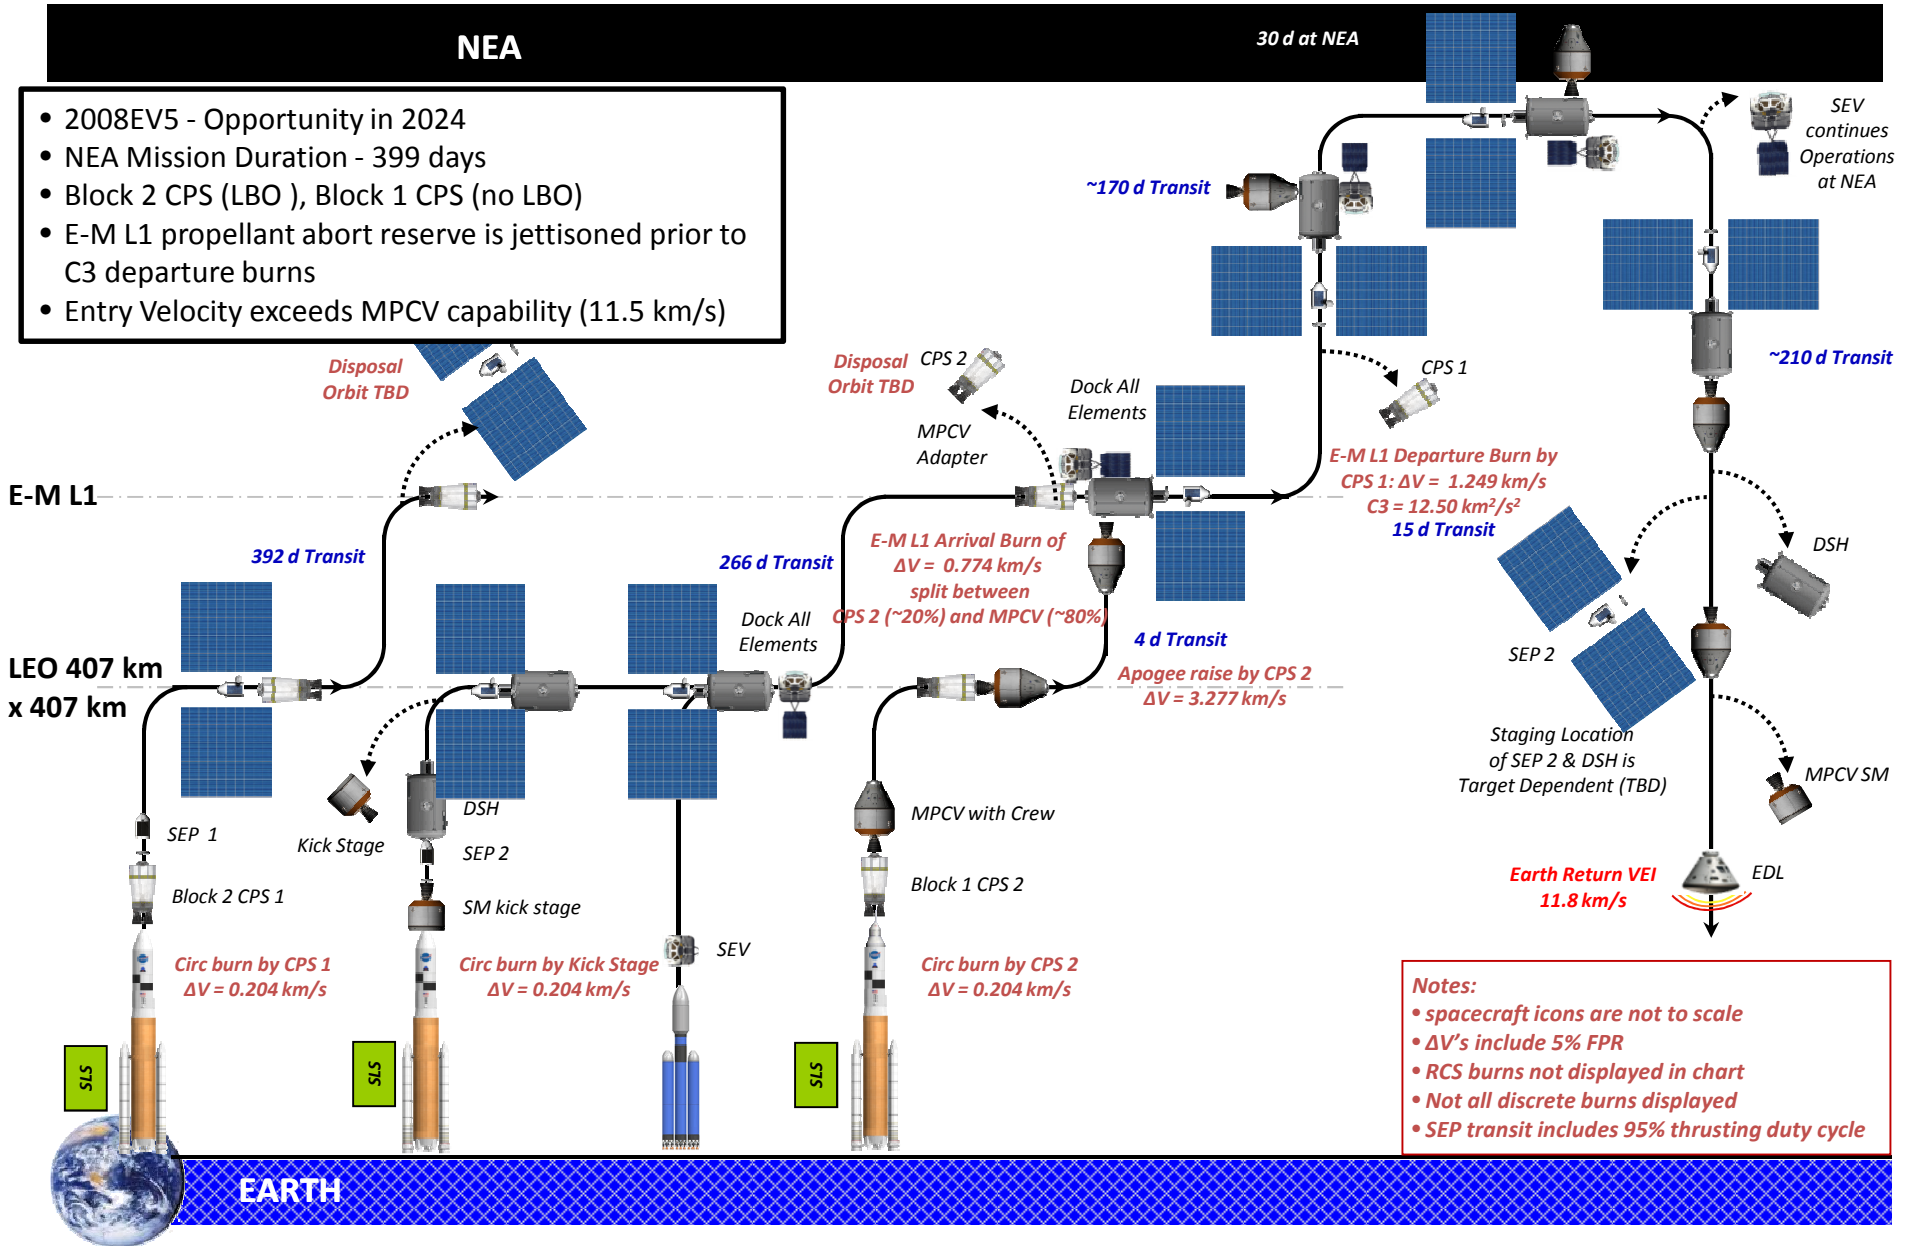 NEA
30 d at NEA
• 2008EV5 - Opportunity in 2024
• NEA Mission Duration - 399 days
• Block 2 CPS (LBO ), Block 1 CPS (no LBO)
• E-M L1 propellant abort reserve is jettisoned prior to
C3 departure burns
• Entry Velocity exceeds MPCV capability (11.5 km/s)
SEV
continues
Operations
at NEA
~170 d Transit
~210 d Transit
Disposal
Orbit TBD
Disposal
Orbit TBD
CPS 2
MPCV
Adapter
Dock All
Elements
CPS 1
E-M L1 Departure Burn by
CPS 1: ΔV = 1.249 km/s
C3 = 12.50 km²/s²
15 d Transit
E-M L1
392 d Transit
266 d Transit
E-M L1 Arrival Burn of
ΔV = 0.774 km/s
split between
CPS 2 (~20%) and MPCV (~80%)
Dock All
Elements
4 d Transit
DSH
SEP 2
LEO 407 km
x 407 km
Apogee raise by CPS 2
ΔV = 3.277 km/s
Staging Location
of SEP 2 & DSH is
Target Dependent (TBD)
MPCV SM
SEP 1
Block 2 CPS 1
Kick Stage
DSH
SEP 2
SM kick stage
SEV
MPCV with Crew
Block 1 CPS 2
Earth Return VEI
11.8 km/s
EDL
Circ burn by CPS 1
ΔV = 0.204 km/s
Circ burn by Kick Stage
ΔV = 0.204 km/s
Circ burn by CPS 2
ΔV = 0.204 km/s
SLS
SLS
SLS
Notes:
• spacecraft icons are not to scale
• ΔV's include 5% FPR
• RCS burns not displayed in chart
• Not all discrete burns displayed
• SEP transit includes 95% thrusting duty cycle
EARTH